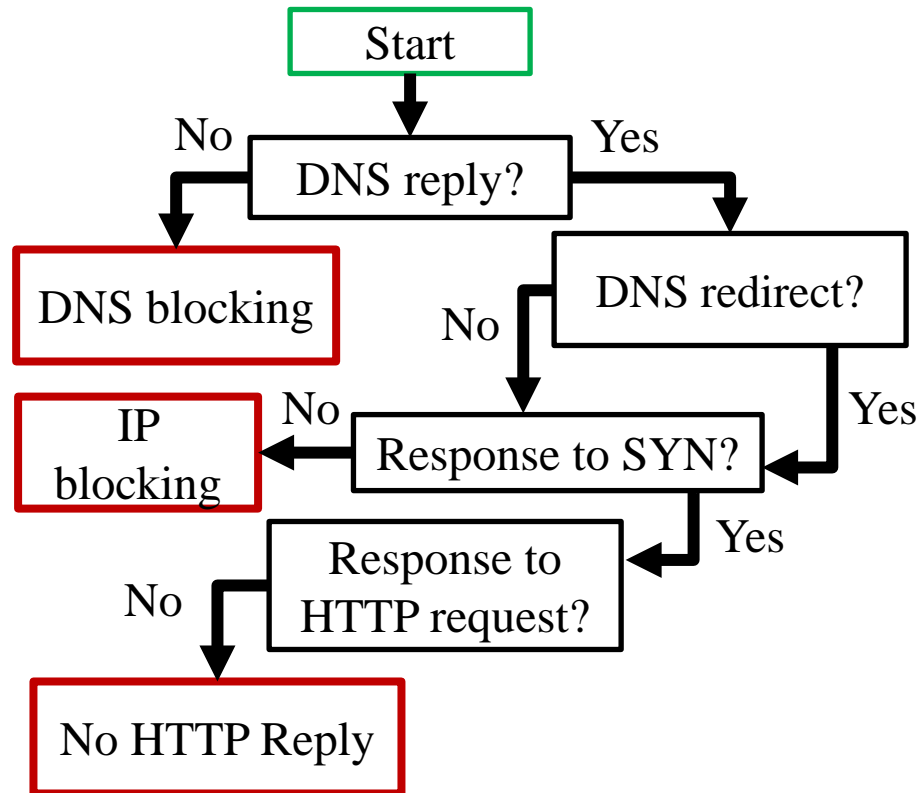 Start
No
Yes
DNS reply?
DNS blocking
DNS redirect?
No
Yes
IP
blocking
No
Response to SYN?
Yes
Response to
HTTP request?
No
No HTTP Reply